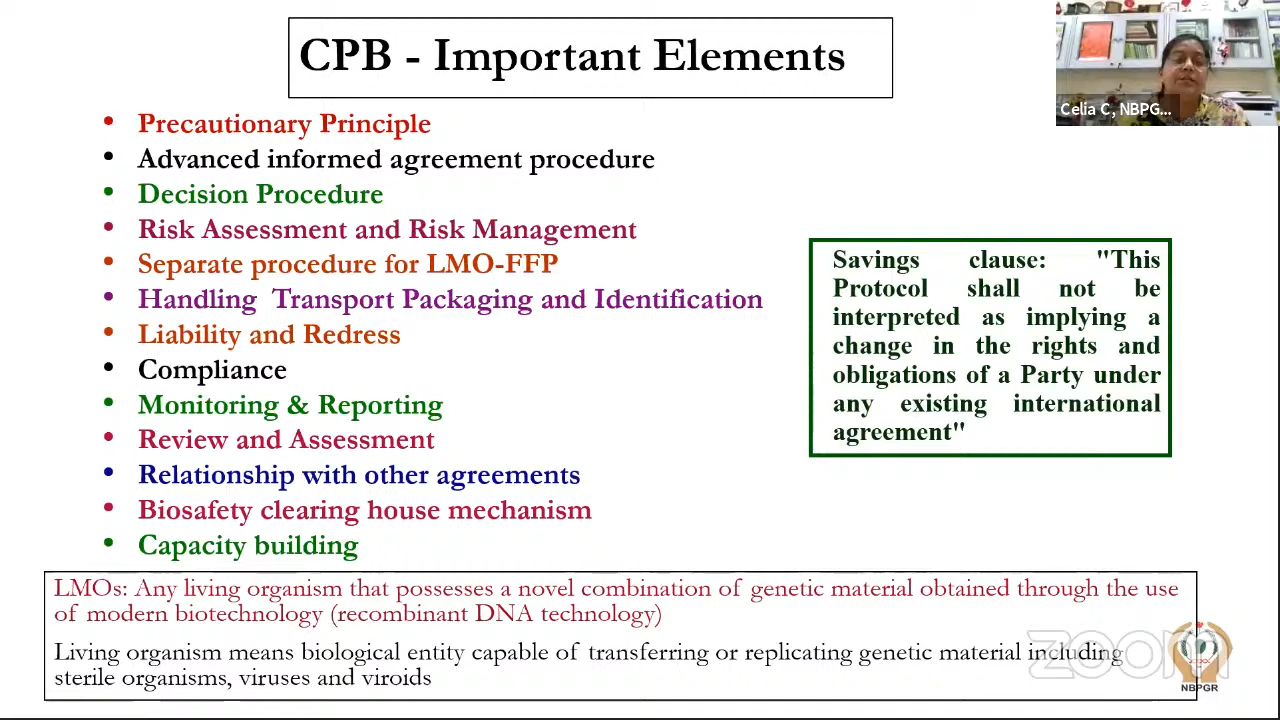 CPB - Important Elements
Celia C, NBPG...
• Precautionary Principle
• Advanced informed agreement procedure
• Decision Procedure
• Risk Assessment and Risk Management
• Separate procedure for LMO-FFP
• Handling Transport Packaging and Identification
• Liability and Redress
• Compliance
• Monitoring & Reporting
• Review and Assessment
• Relationship with other agreements
• Biosafety clearing house mechanism
• Capacity building
Savings clause: "This
Protocol shall not be
interpreted as implying a
change in the rights and
obligations of a Party under
any existing international
agreement"
LMOs: Any living organism that possesses a novel combination of genetic material obtained through the use
of modern biotechnology (recombinant DNA technology)
Living organism means biological entity capable of transferring or replicating genetic material including
sterile organisms, viruses and viroids
zoom
NBPGR